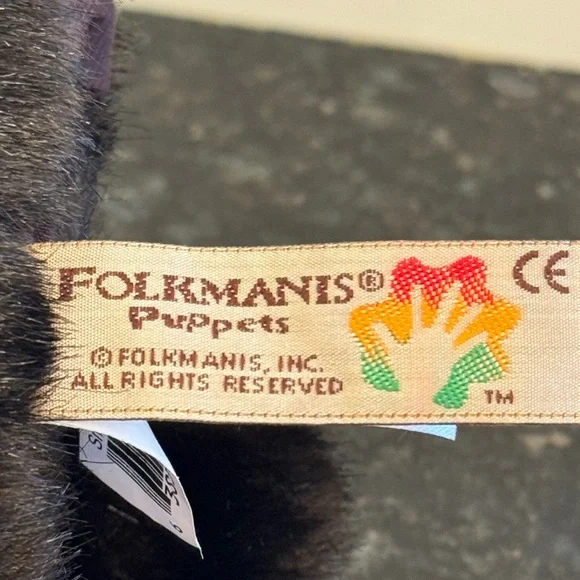 FOLKMANIS®
Puppets
© FOLKMANIS, INC.
ALL RIGHTS RESERVED
TM
CE